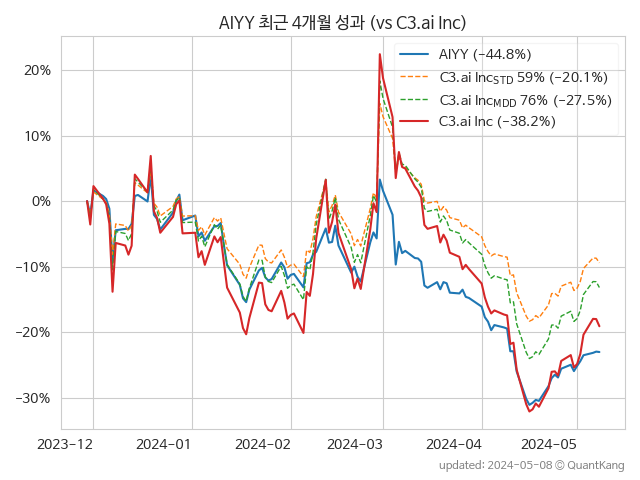 AIYY 최근 4개월 성과 (vs C3.ai Inc)
AIYY (−44.8%)
C3.ai Inc_STD 59% (−20.1%)
C3.ai Inc_MDD 76% (−27.5%)
C3.ai Inc (−38.2%)
20%
10%
0%
−10%
−20%
−30%
2023-12 2024-01 2024-02 2024-03 2024-04 2024-05
updated: 2024-05-08 © QuantKang